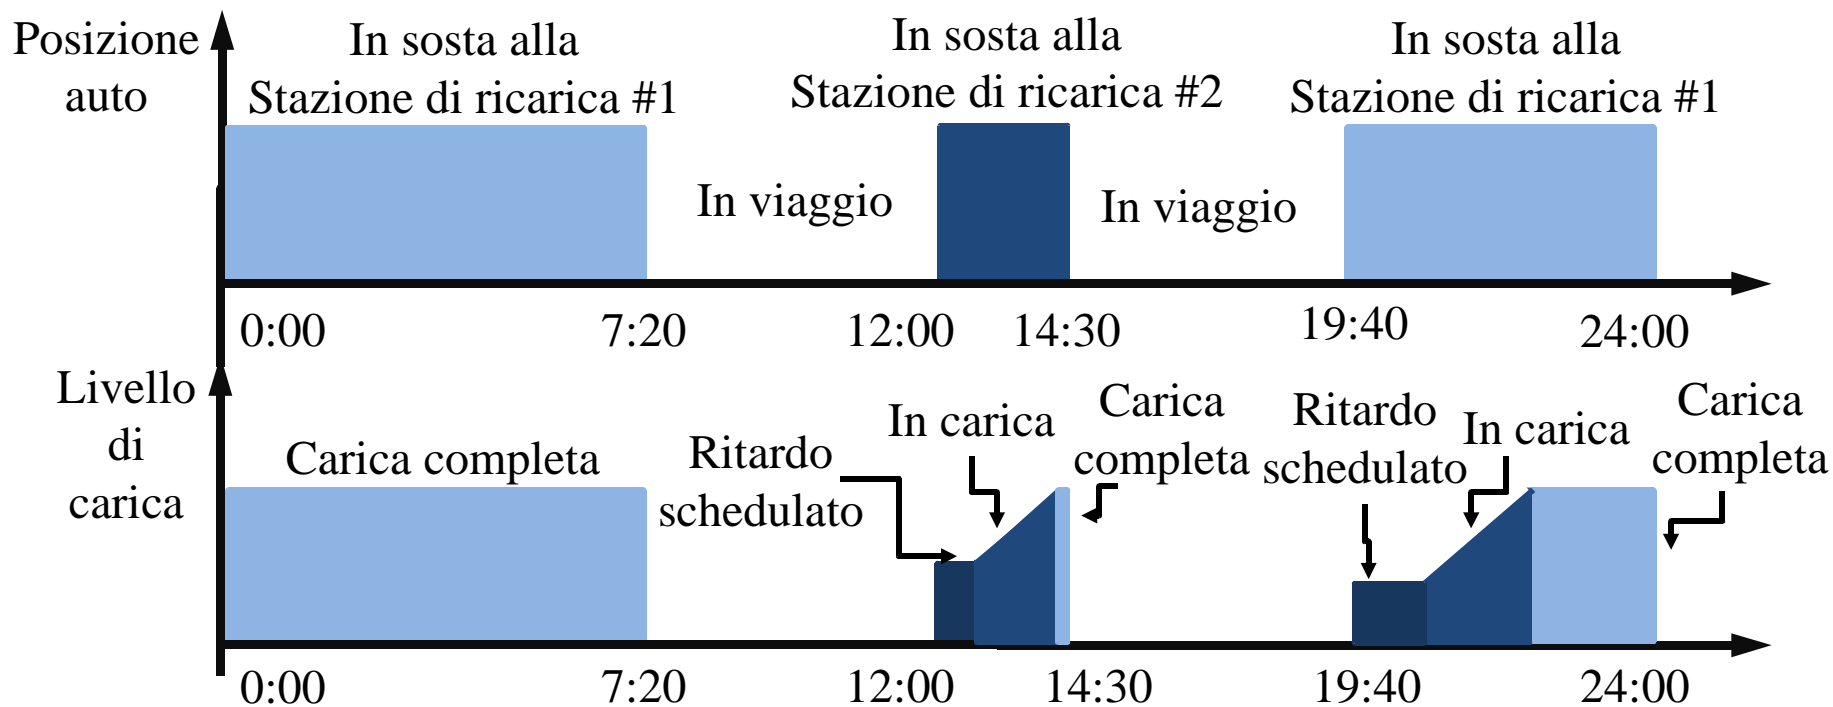 Posizione
auto
In sosta alla
Stazione di ricarica #1
In sosta alla
Stazione di ricarica #2
In sosta alla
Stazione di ricarica #1
In viaggio
In viaggio
0:00
7:20
12:00
14:30
19:40
24:00
Livello
di
carica
Carica completa
Ritardo
schedulato
In carica
Carica
completa
Ritardo
schedulato
In carica
Carica
completa
0:00
7:20
12:00
14:30
19:40
24:00